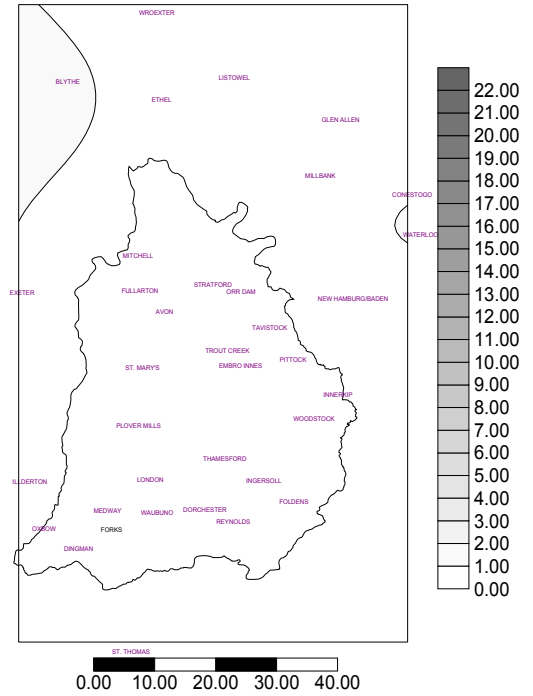 WROEXTER
LISTOWEL
BLYTHE
ETHEL
GLEN ALLEN
MILLBANK
CONESTOGO
WATERLOO
MITCHELL
STRATFORD
EXETER
FULLARTON
ORR DAM
NEW HAMBURG/BADEN
AVON
TAVISTOCK
TROUT CREEK
PITTOCK
ST. MARY'S
EMBRO INNES
INNERKIP
WOODSTOCK
PLOVER MILLS
THAMESFORD
ILLDERTON
LONDON
INGERSOLL
FOLDENS
MEDWAY
WAUBUNO
DORCHESTER
REYNOLDS
OXBOW
FORKS
DINGMAN
ST. THOMAS
0.00 10.00 20.00 30.00 40.00
22.00
21.00
20.00
19.00
18.00
17.00
16.00
15.00
14.00
13.00
12.00
11.00
10.00
9.00
8.00
7.00
6.00
5.00
4.00
3.00
2.00
1.00
0.00